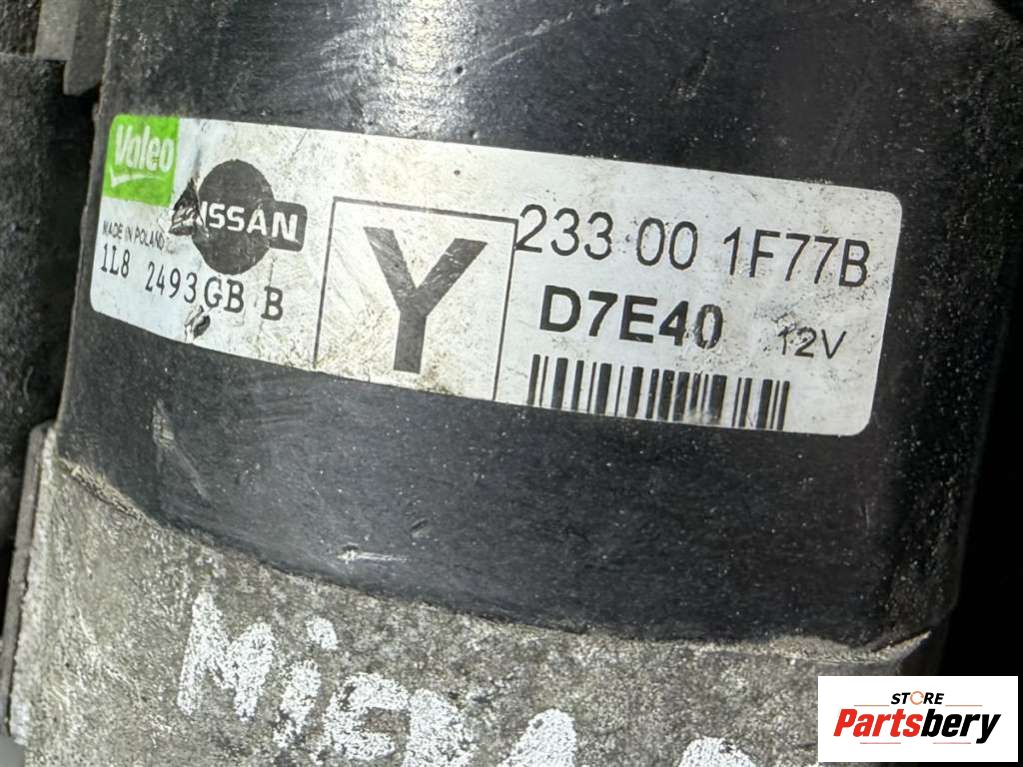 Valeo
NISSAN
MADE IN POLAND
1L8 2493GB B
Y
233 00 1F77B
D7E40 12V
STORE
Partsbery